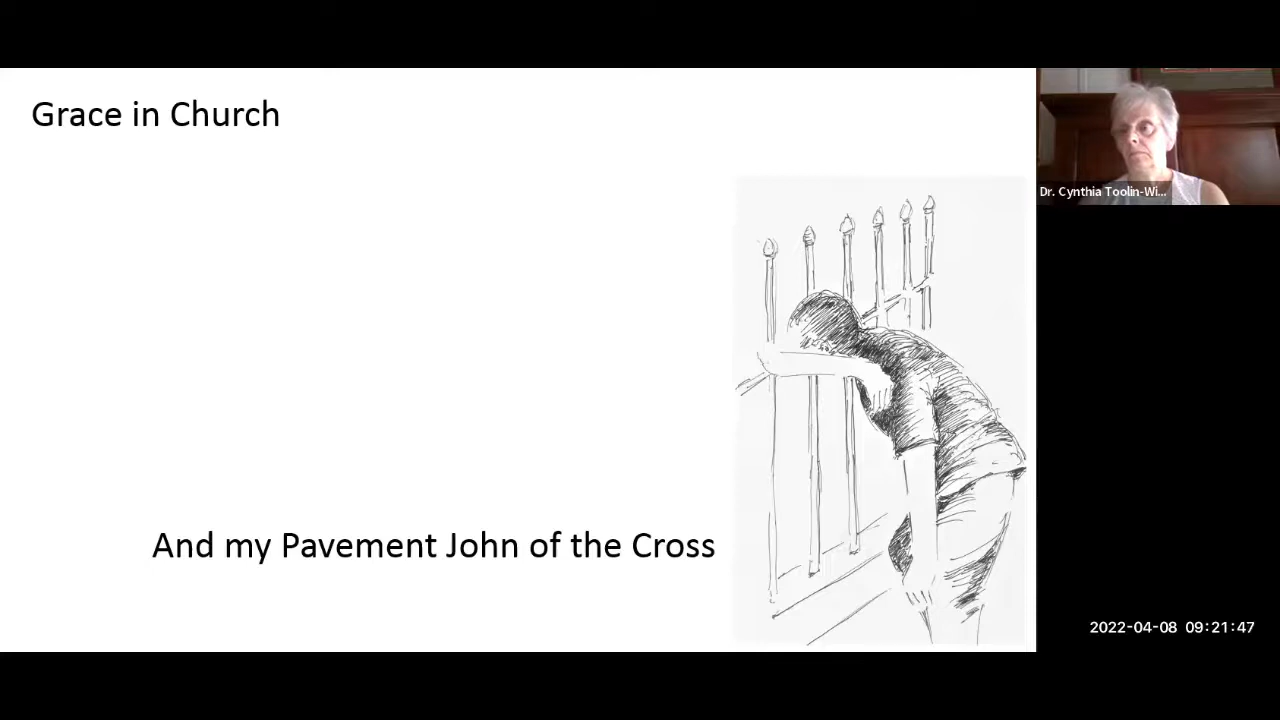 Grace in Church
Dr. Cynthia Toolin-Wi...
And my Pavement John of the Cross
2022-04-08 09:21:47